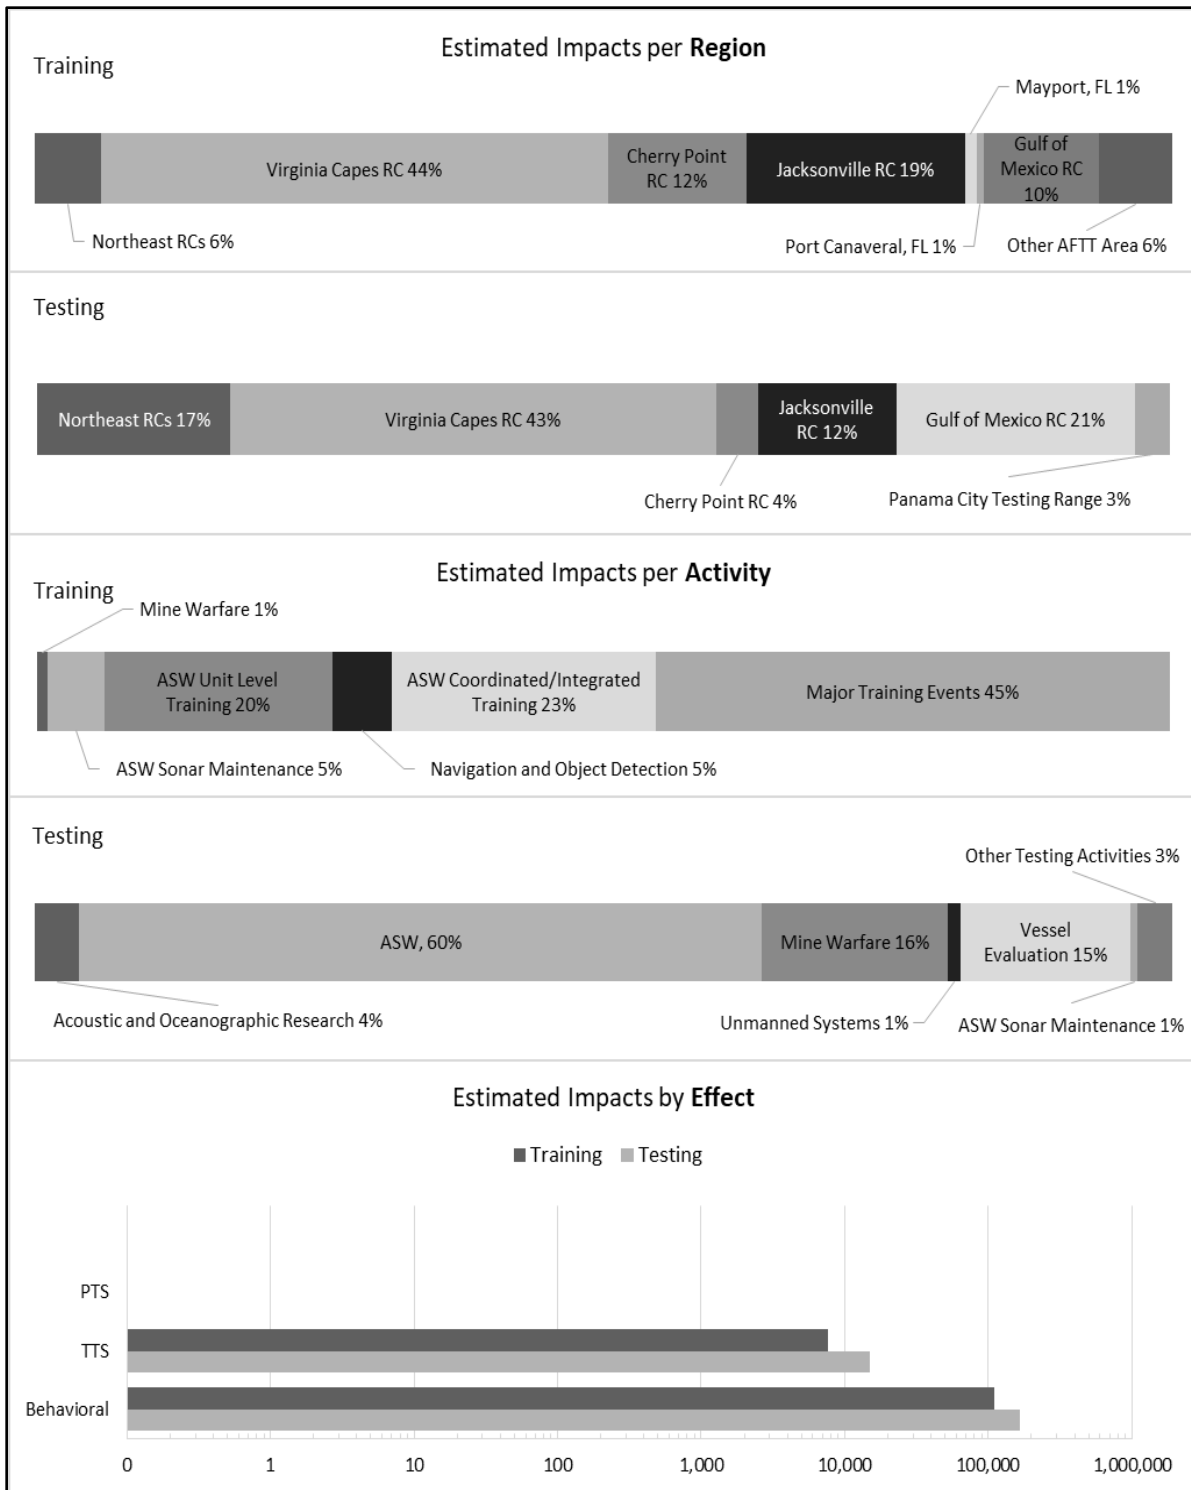 Estimated Impacts per Region
Training
Mayport, FL 1%
Virginia Capes RC 44%
Cherry Point
RC 12%
Jacksonville RC 19%
Gulf of
Mexico RC
10%
Northeast RCs 6%
Port Canaveral, FL 1%
Other AFTT Area 6%
Testing
Northeast RCs 17%
Virginia Capes RC 43%
Jacksonville
RC 12%
Gulf of Mexico RC 21%
Cherry Point RC 4%
Panama City Testing Range 3%
Estimated Impacts per Activity
Training
Mine Warfare 1%
ASW Unit Level
Training 20%
ASW Coordinated/Integrated
Training 23%
Major Training Events 45%
ASW Sonar Maintenance 5%
Navigation and Object Detection 5%
Testing
Other Testing Activities 3%
ASW, 60%
Mine Warfare 16%
Vessel
Evaluation 15%
Acoustic and Oceanographic Research 4%
Unmanned Systems 1%
ASW Sonar Maintenance 1%
Estimated Impacts by Effect
Training Testing
PTS
TTS
Behavioral
0 1 10 100 1,000 10,000 100,000 1,000,000